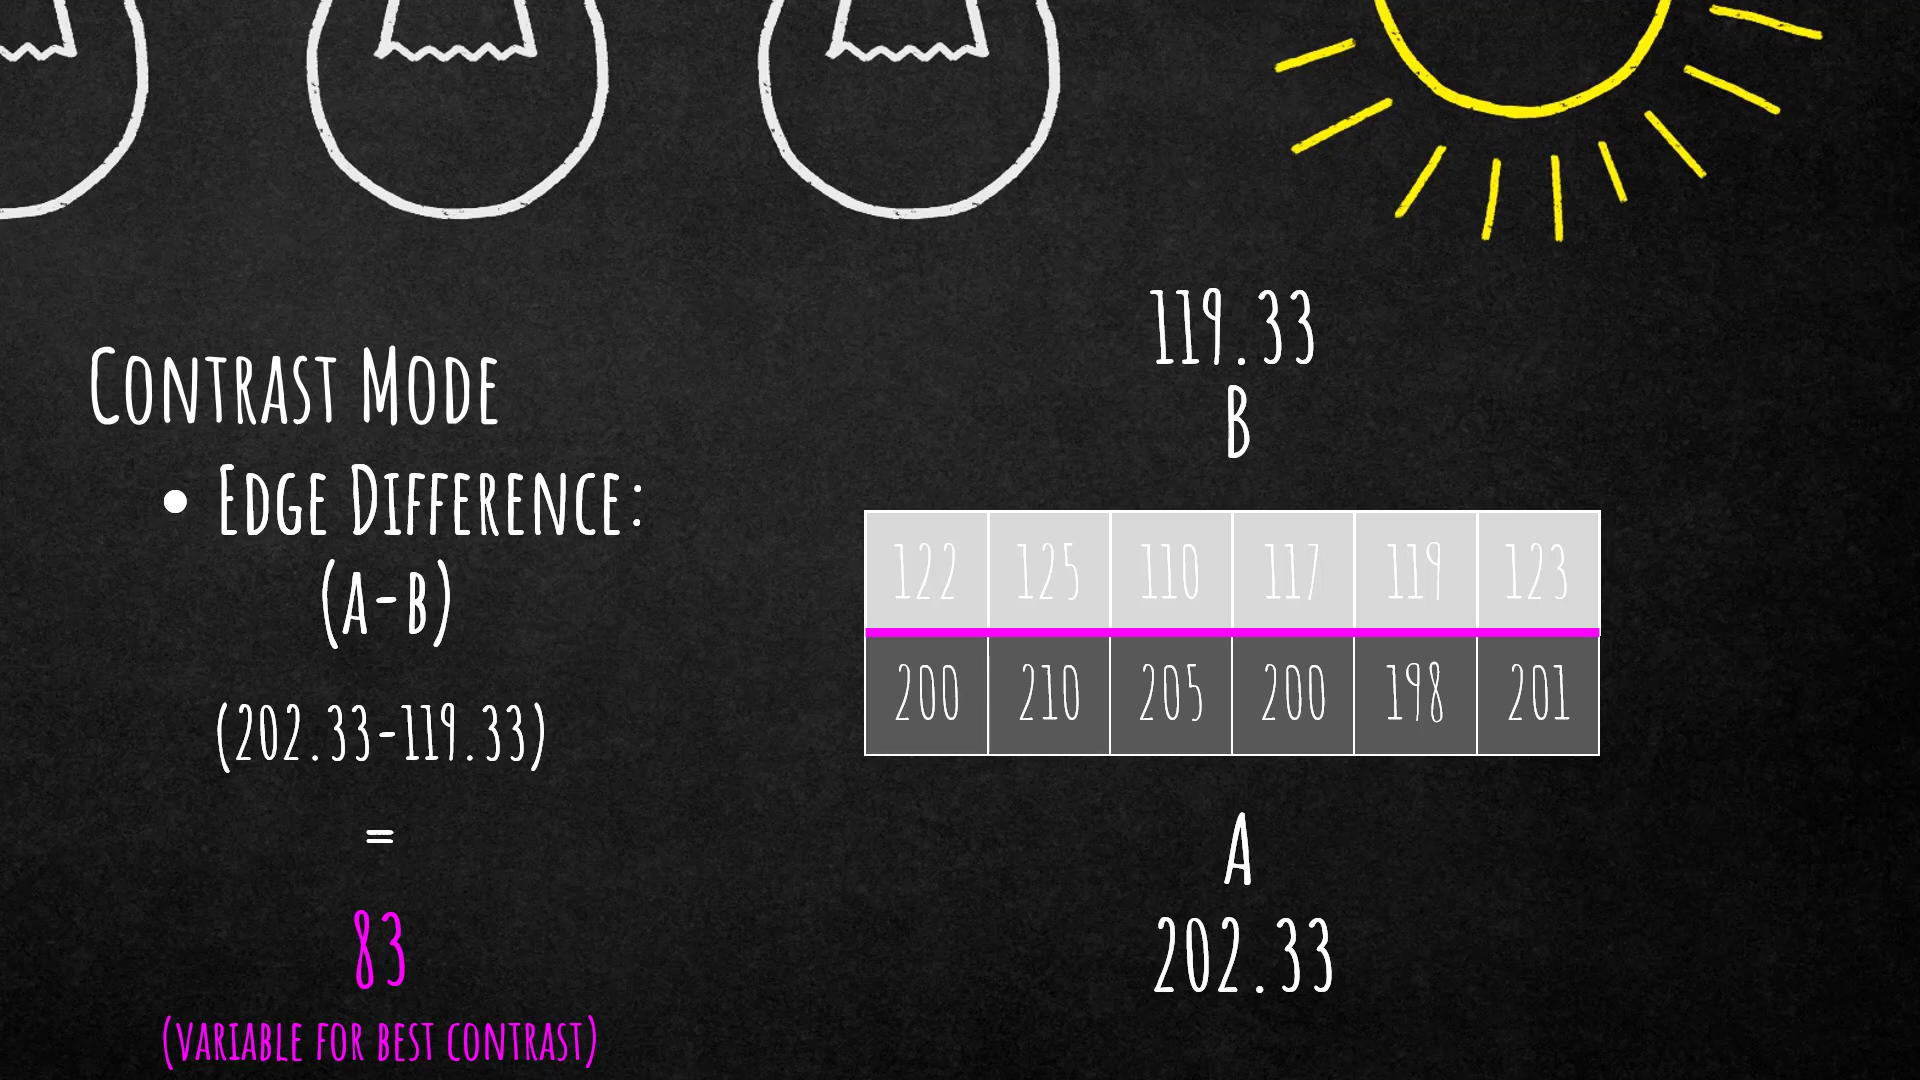 Contrast Mode
• Edge Difference:
(A-B)
(202.33-119.33)
=
83
(variable for best contrast)
119.33
B
122 125 110 117 119 123
200 210 205 200 198 201
A
202.33